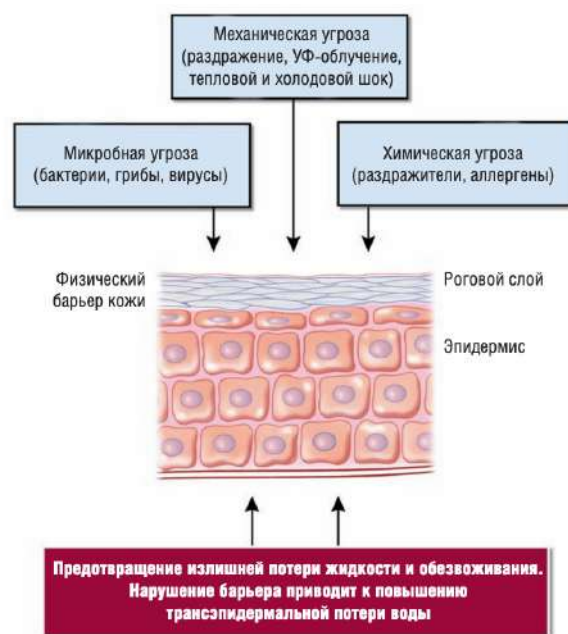 Механическая угроза
(раздражение, УФ-облучение,
тепловой и холодовой шок)
Микробная угроза
(бактерии, грибы, вирусы)
Химическая угроза
(раздражители, аллергены)
Физический
барьер кожи
Роговой слой
Эпидермис
Предотвращение излишней потери жидкости и обезвоживания.
Нарушение барьера приводит к повышению
трансэпидермальной потери воды